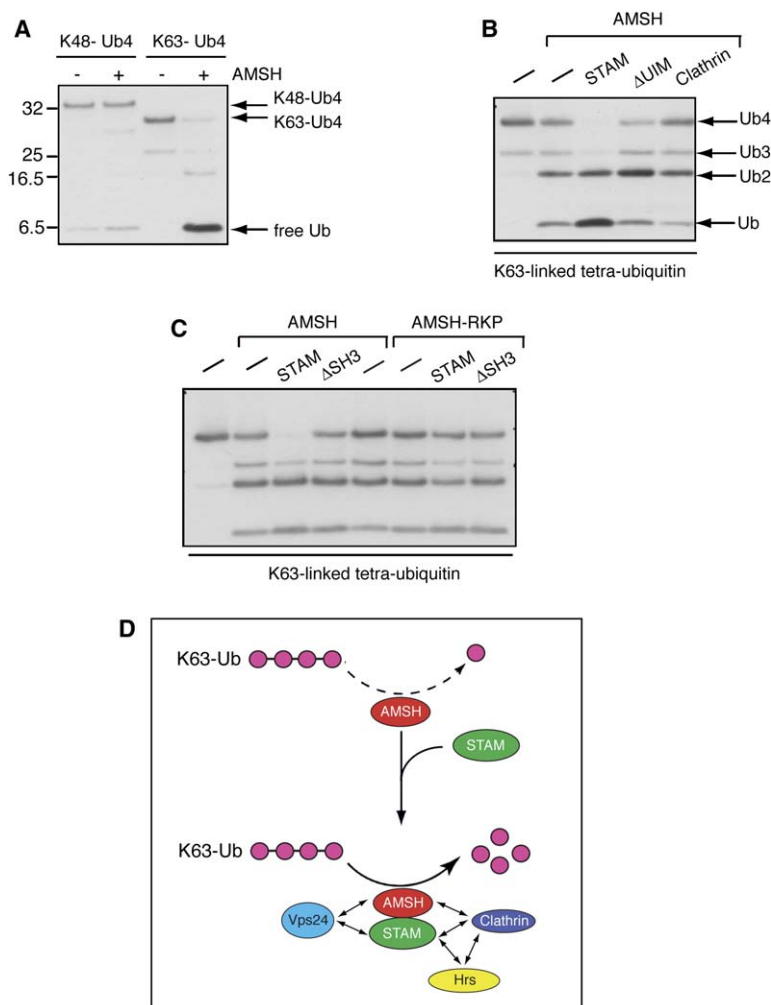 A
K48- Ub4 K63- Ub4
- + - + AMSH
32
25
16.5
6.5
K48-Ub4
K63-Ub4
free Ub
B
AMSH
— — STAM ΔUIM Clathrin
Ub4
Ub3
Ub2
Ub
K63-linked tetra-ubiquitin
C
AMSH AMSH-RKP
— — STAM ΔSH3 — — STAM ΔSH3
K63-linked tetra-ubiquitin
D
K63-Ub
AMSH
STAM
K63-Ub
AMSH
Vps24
STAM
Clathrin
Hrs